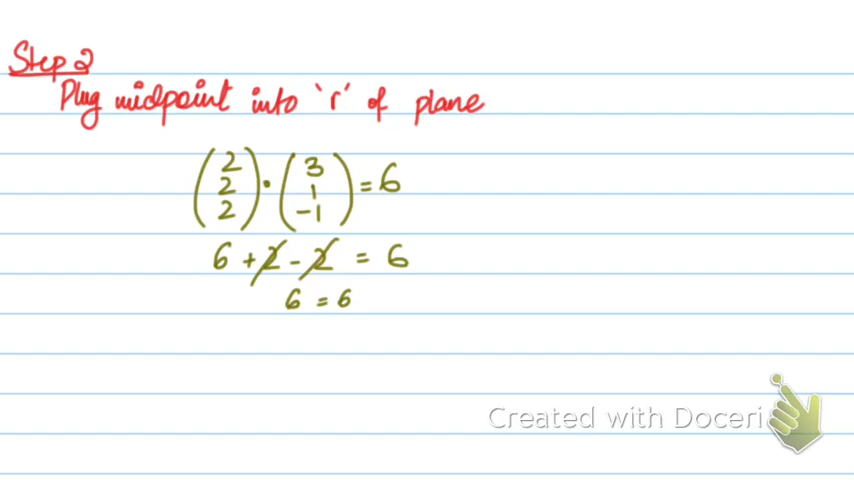 Step 2
Plug midpoint into 'r' of plane
(2 2 2) · (3 1 -1) = 6
6 + 2 - 2 = 6
6 = 6
Created with Doceri